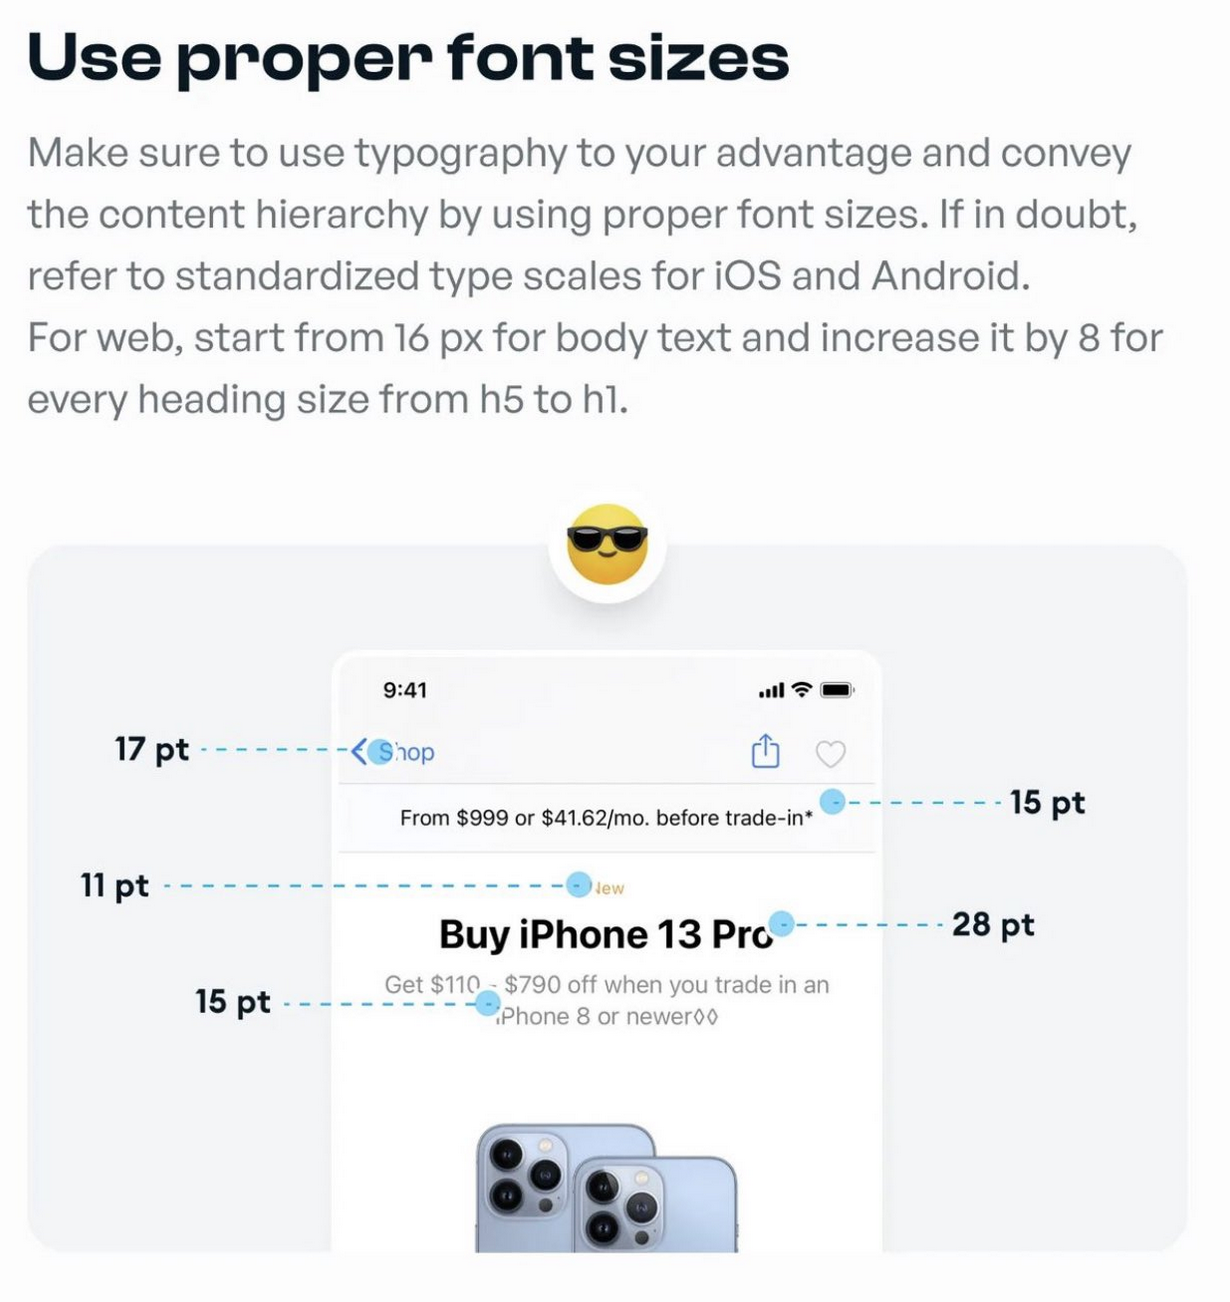 Use proper font sizes
Make sure to use typography to your advantage and convey
the content hierarchy by using proper font sizes. If in doubt,
refer to standardized type scales for iOS and Android.
For web, start from 16 px for body text and increase it by 8 for
every heading size from h5 to h1.
9:41
17 pt
Shop
15 pt
From $999 or $41.62/mo. before trade-in*
11 pt
New
Buy iPhone 13 Pro
28 pt
Get $110 - $790 off when you trade in an
15 pt
iPhone 8 or newer◊◊